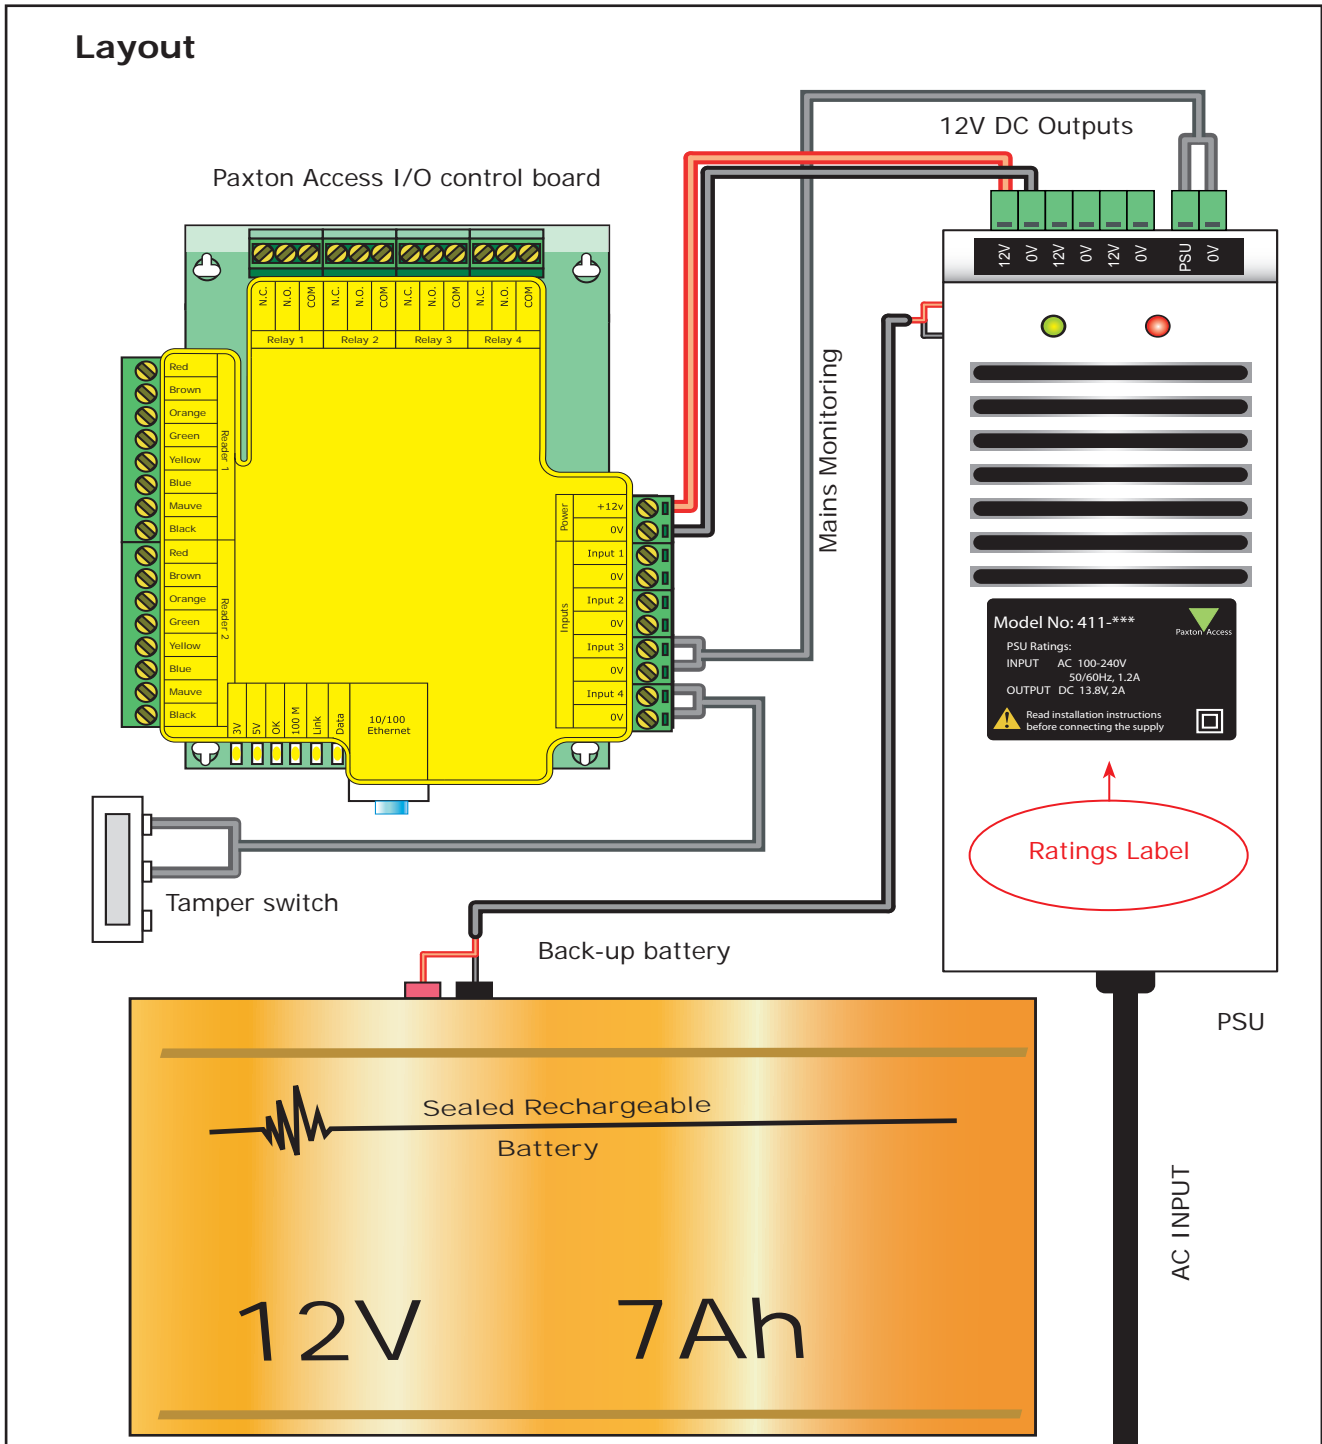 Layout
12V DC Outputs
Paxton Access I/O control board
12V
0V
12V
0V
12V
0V
PSU
0V
N.C.
N.O.
COM
N.C.
N.O.
COM
N.C.
N.O.
COM
N.C.
N.O.
COM
Relay 1
Relay 2
Relay 3
Relay 4
Red
Brown
Orange
Green
Yellow
Blue
Mauve
Black
Reader 1
Red
Brown
Orange
Green
Yellow
Blue
Mauve
Black
Reader 2
Power
+12v
0V
Inputs
Input 1
0V
Input 2
0V
Input 3
0V
Input 4
0V
3V
5V
OK
100 M
Link
Data
10/100
Ethernet
Mains Monitoring
Model No: 411-***
Paxton Access
PSU Ratings:
INPUT AC 100-240V
50/60Hz, 1.2A
OUTPUT DC 13.8V, 2A
Read installation instructions
before connecting the supply
Ratings Label
Tamper switch
Back-up battery
PSU
Sealed Rechargeable
Battery
12V 7Ah
AC INPUT